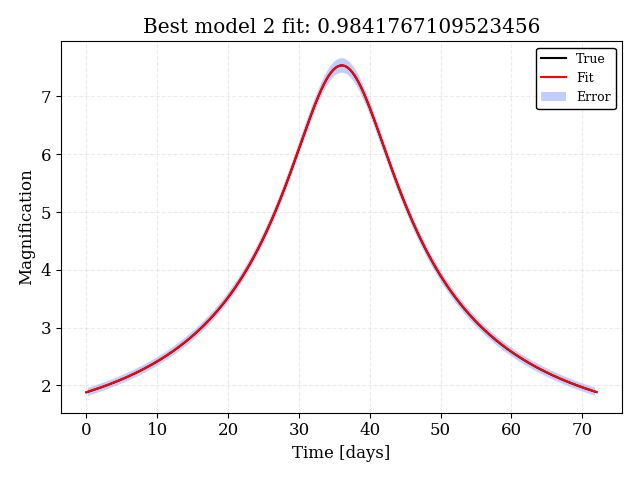 Best model 2 fit: 0.9841767109523456
True
Fit
Error
Magnification
7
6
5
4
3
2
0 10 20 30 40 50 60 70
Time [days]